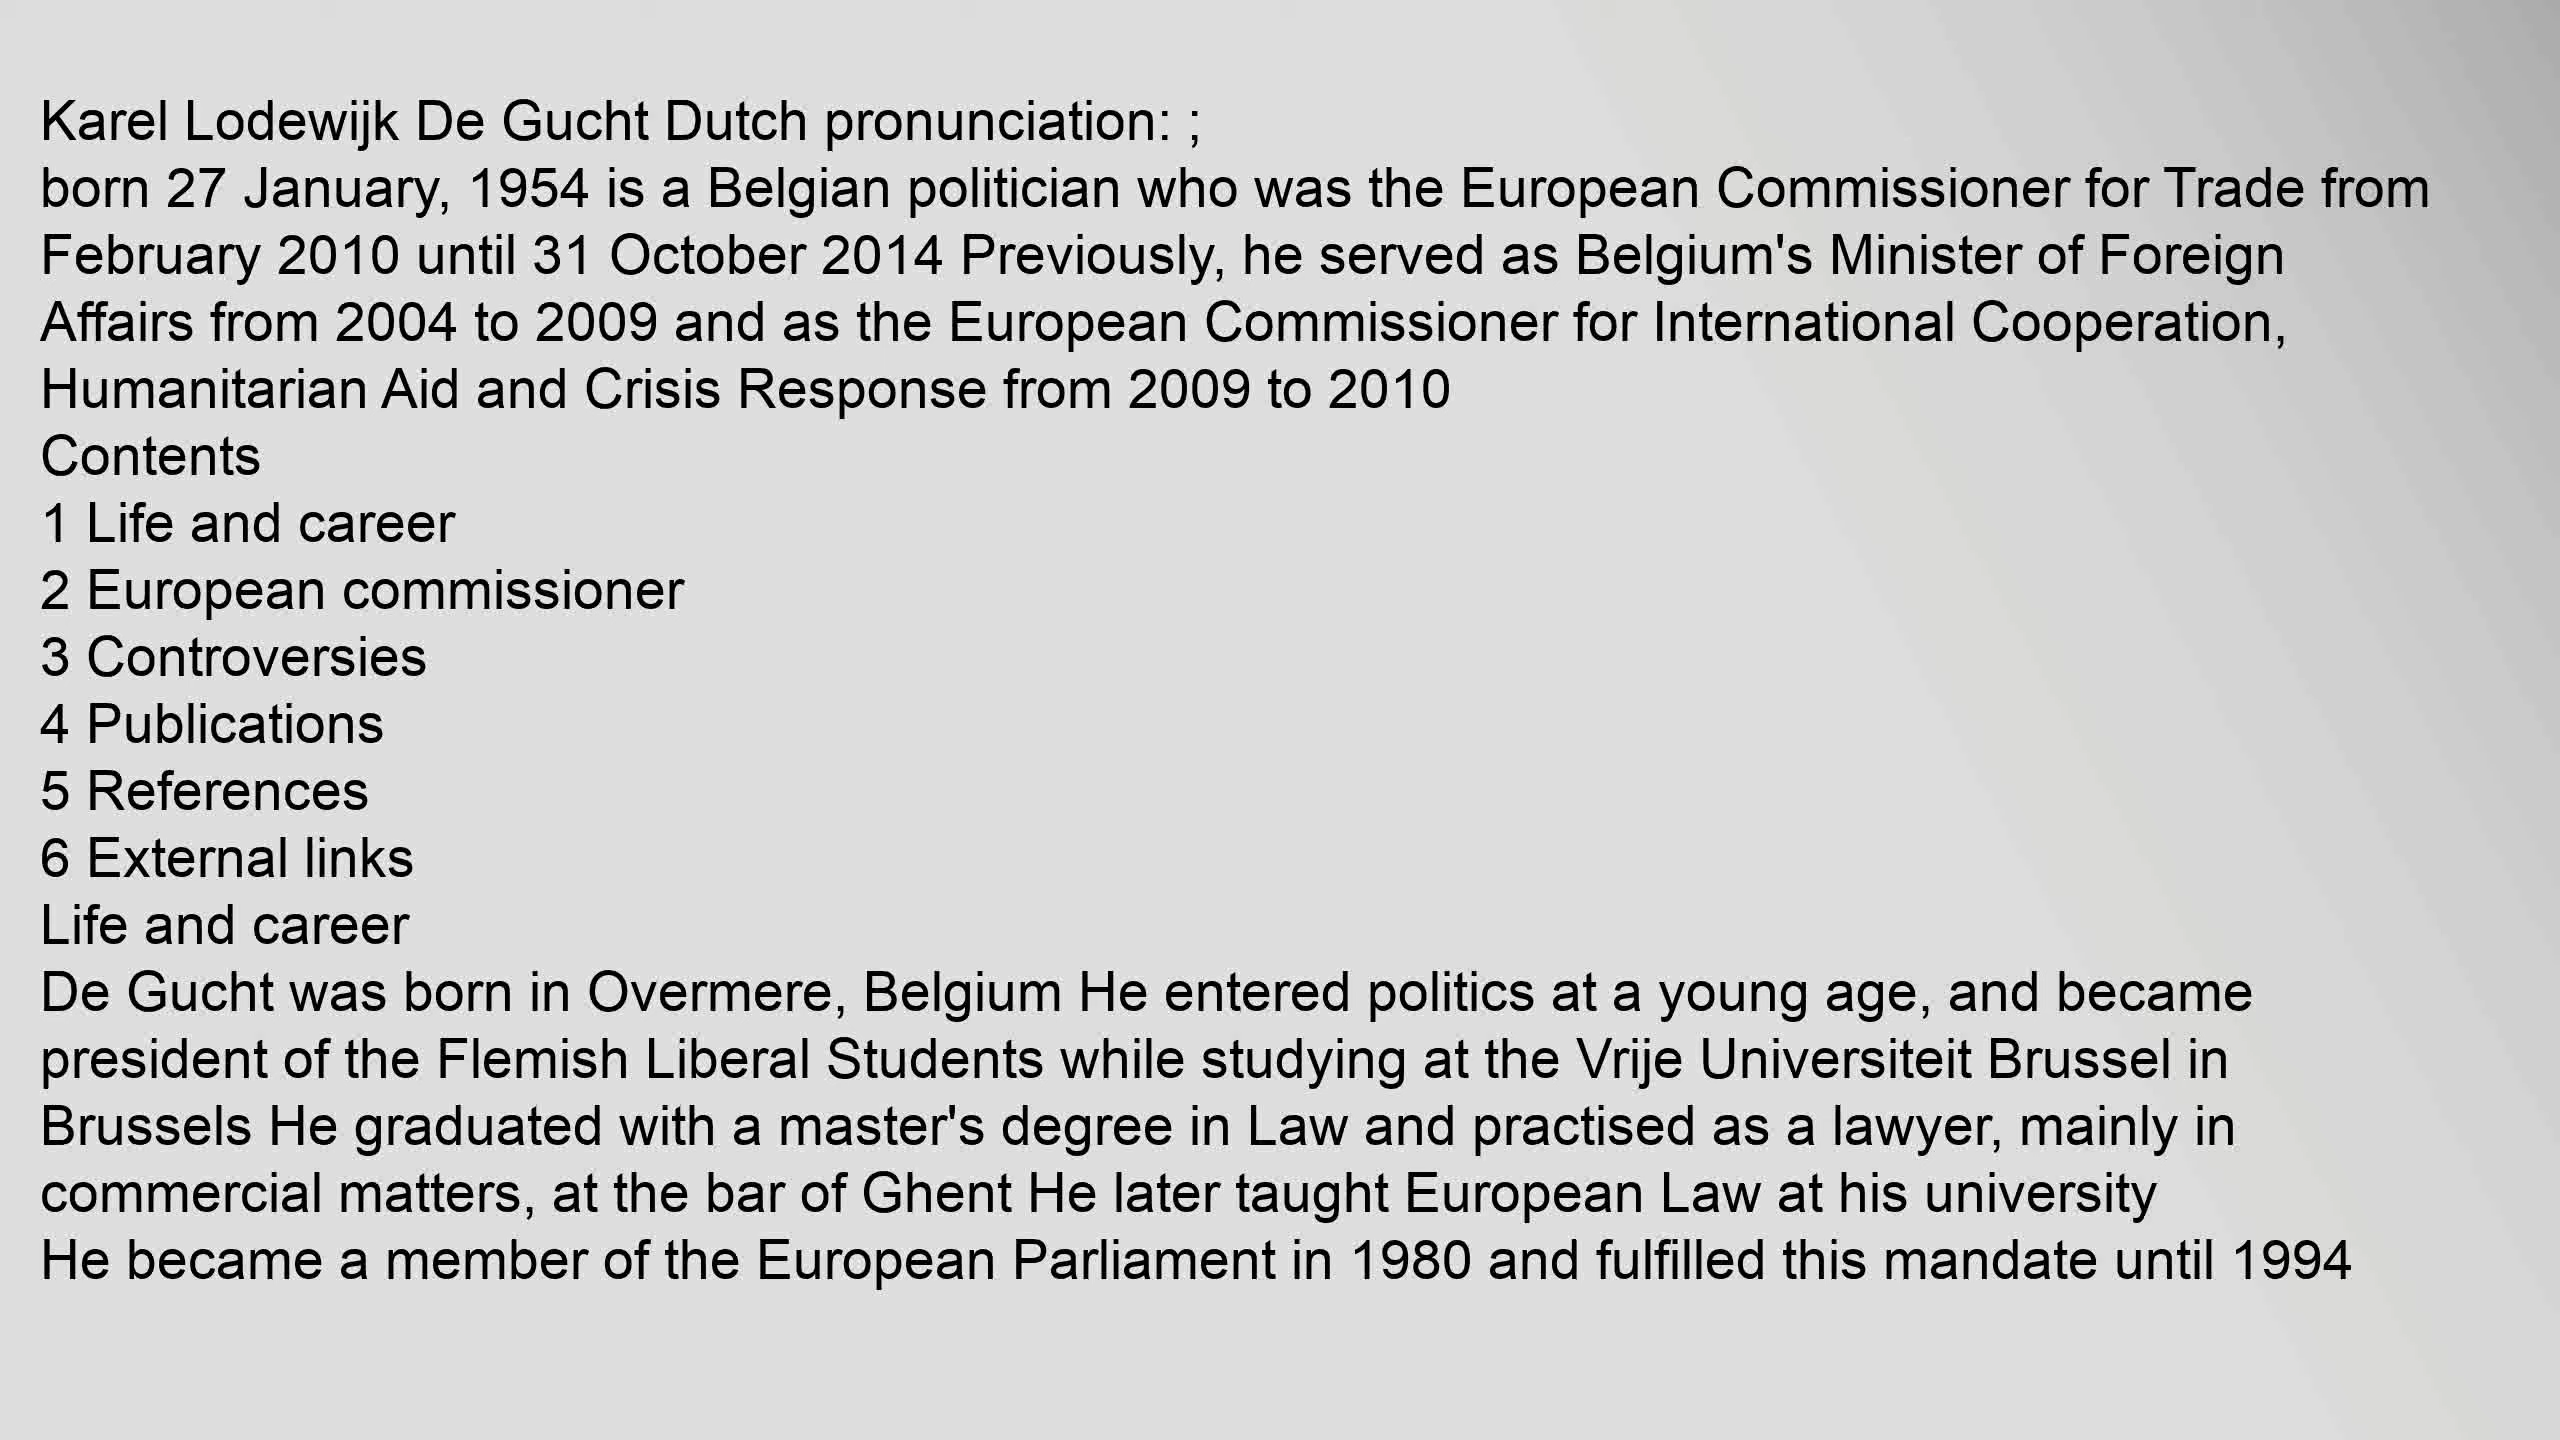 Karel Lodewijk De Gucht Dutch pronunciation: ;
born 27 January, 1954 is a Belgian politician who was the European Commissioner for Trade from
February 2010 until 31 October 2014 Previously, he served as Belgium's Minister of Foreign
Affairs from 2004 to 2009 and as the European Commissioner for International Cooperation,
Humanitarian Aid and Crisis Response from 2009 to 2010
Contents
1 Life and career
2 European commissioner
3 Controversies
4 Publications
5 References
6 External links
Life and career
De Gucht was born in Overmere, Belgium He entered politics at a young age, and became
president of the Flemish Liberal Students while studying at the Vrije Universiteit Brussel in
Brussels He graduated with a master's degree in Law and practised as a lawyer, mainly in
commercial matters, at the bar of Ghent He later taught European Law at his university
He became a member of the European Parliament in 1980 and fulfilled this mandate until 1994